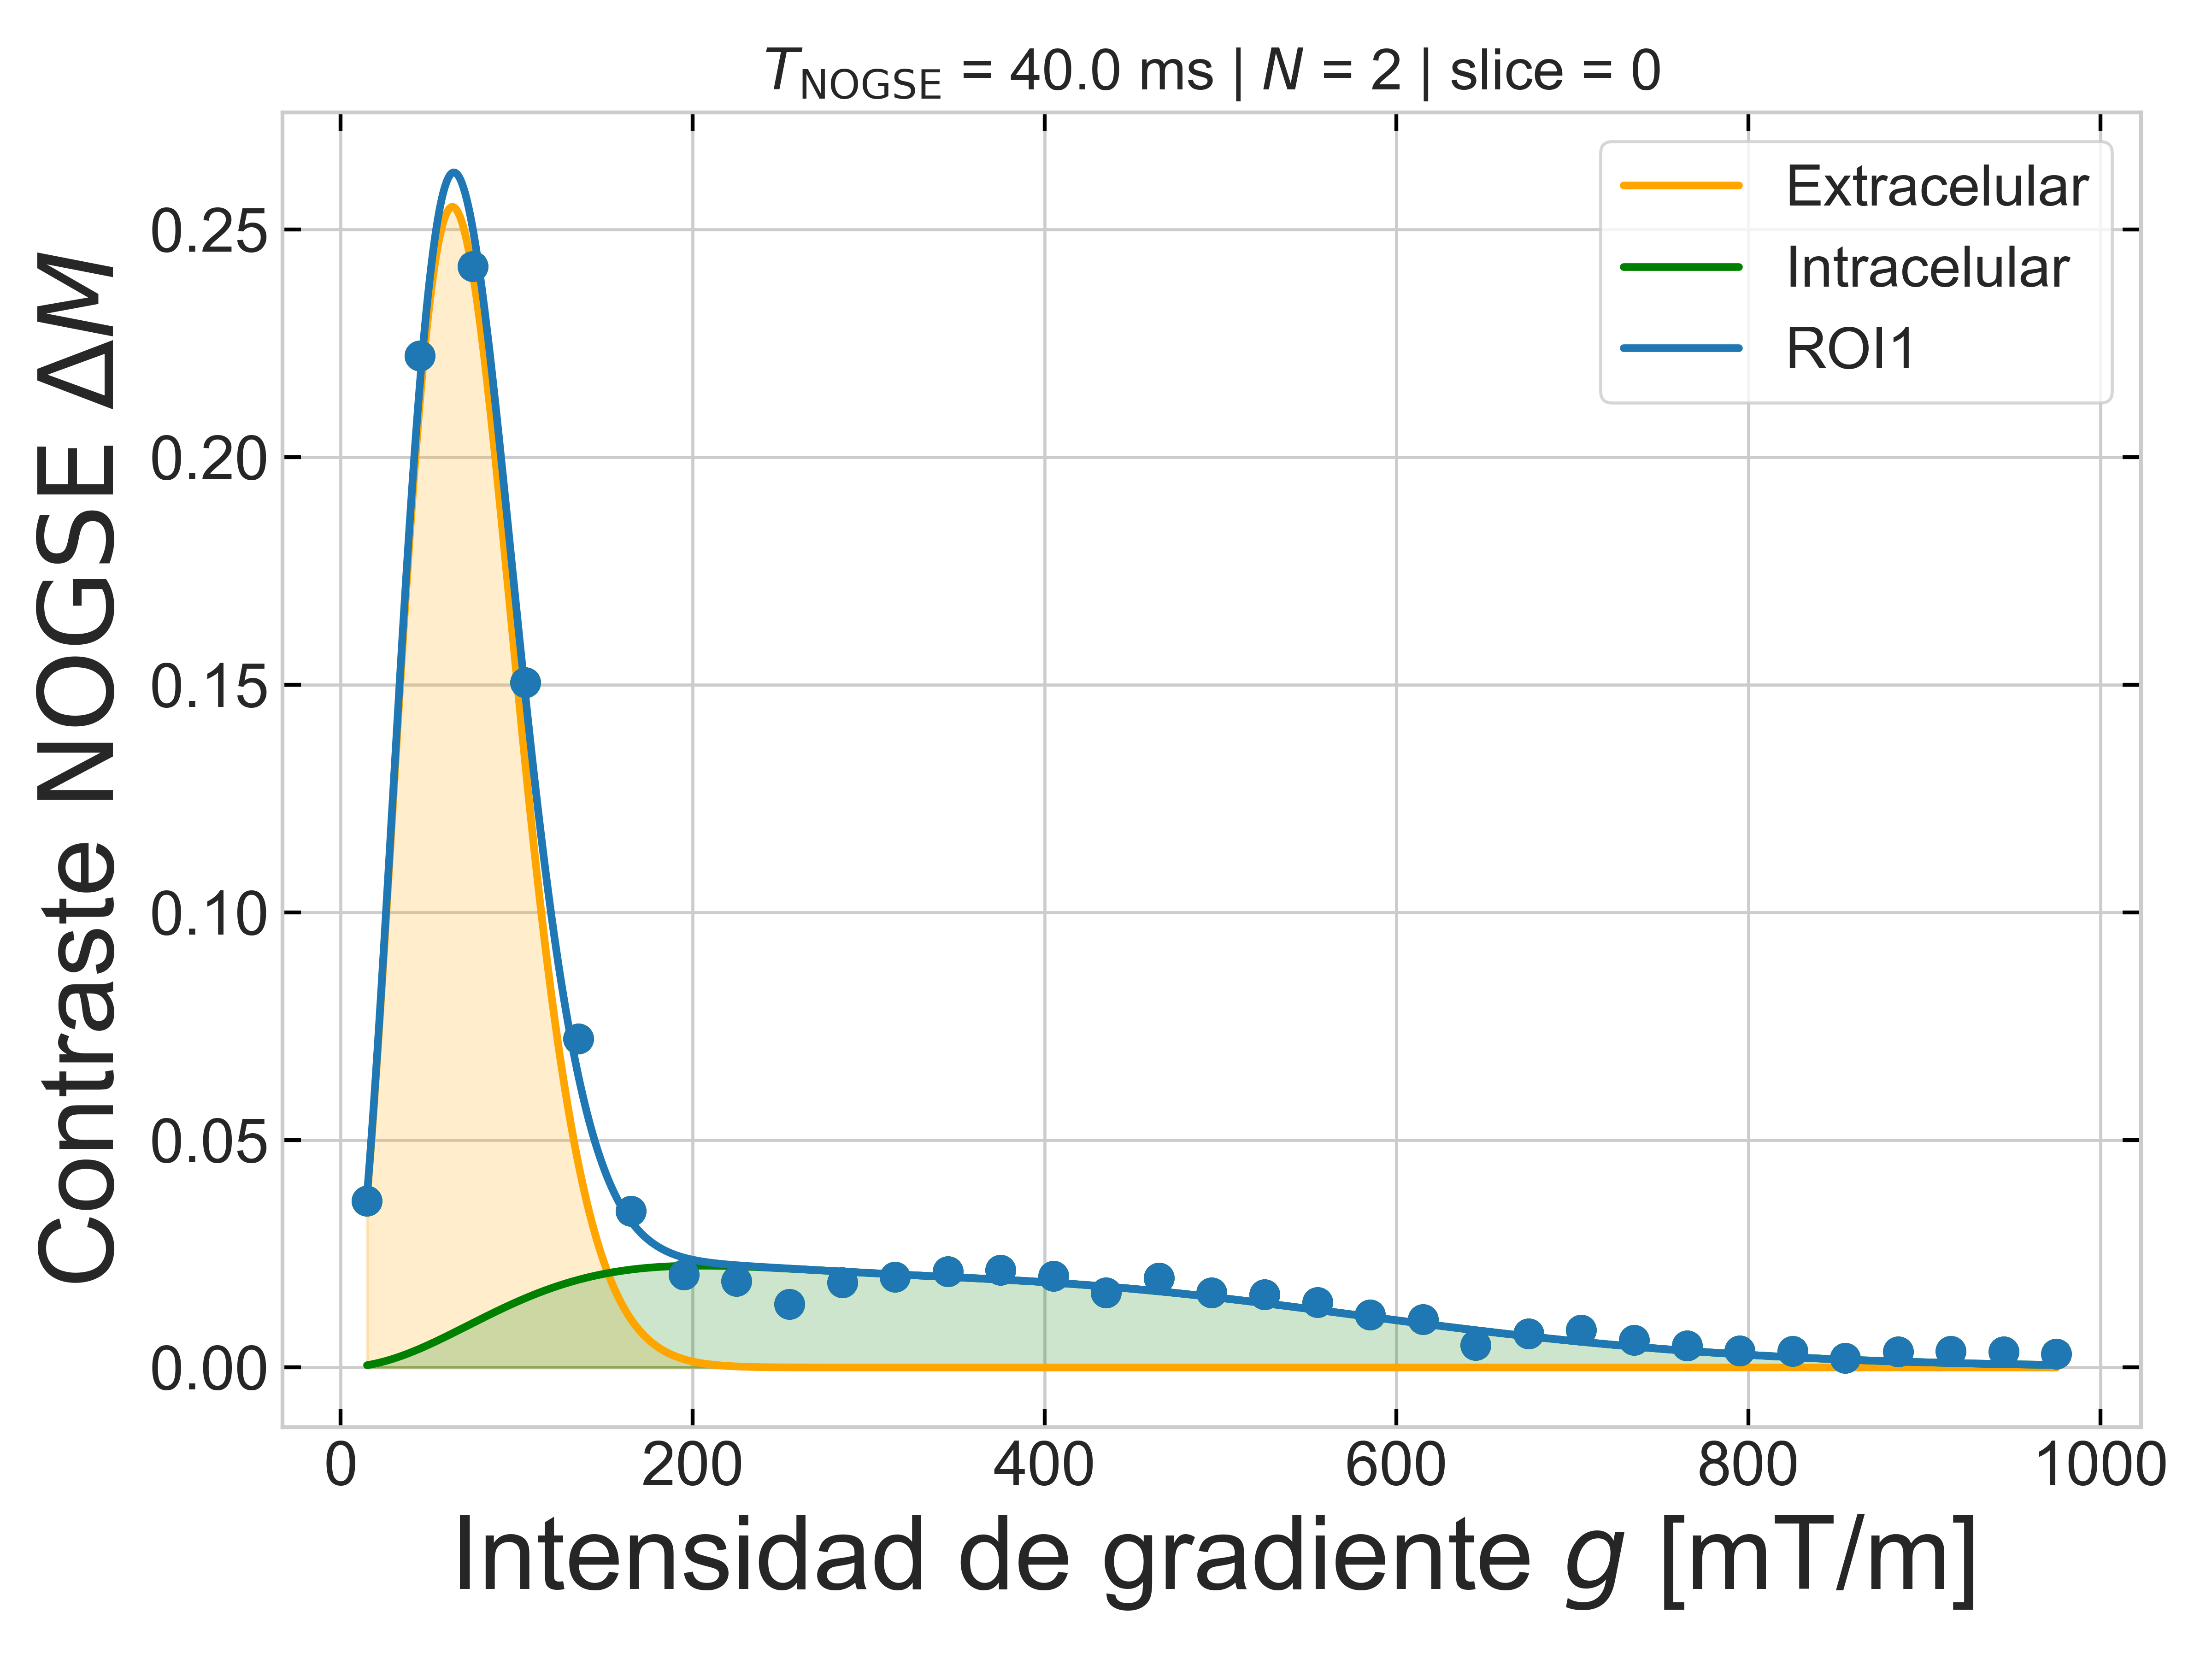 T_NOGSE = 40.0 ms | N = 2 | slice = 0
Contraste NOGSE ΔM
0.25
0.20
0.15
0.10
0.05
0.00
Extracelular
Intracelular
ROI1
0 200 400 600 800 1000
Intensidad de gradiente g [mT/m]